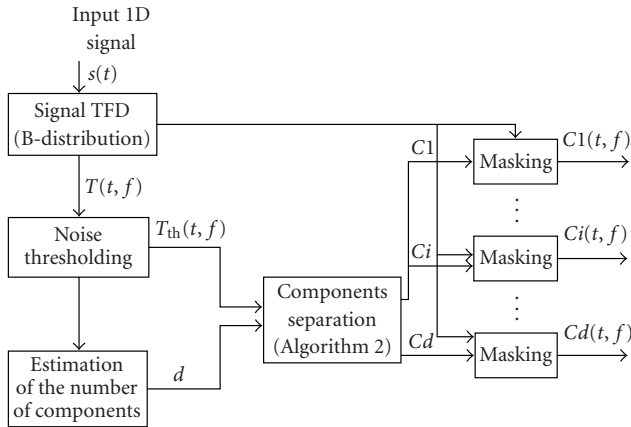 Input 1D
signal
s(t)
Signal TFD
(B-distribution)
T(t, f)
Noise
thresholding
T_th(t, f)
Estimation
of the number
of components
d
Components
separation
(Algorithm 2)
C1
Ci
Cd
Masking
C1(t, f)
⋮
Masking
Ci(t, f)
⋮
Masking
Cd(t, f)